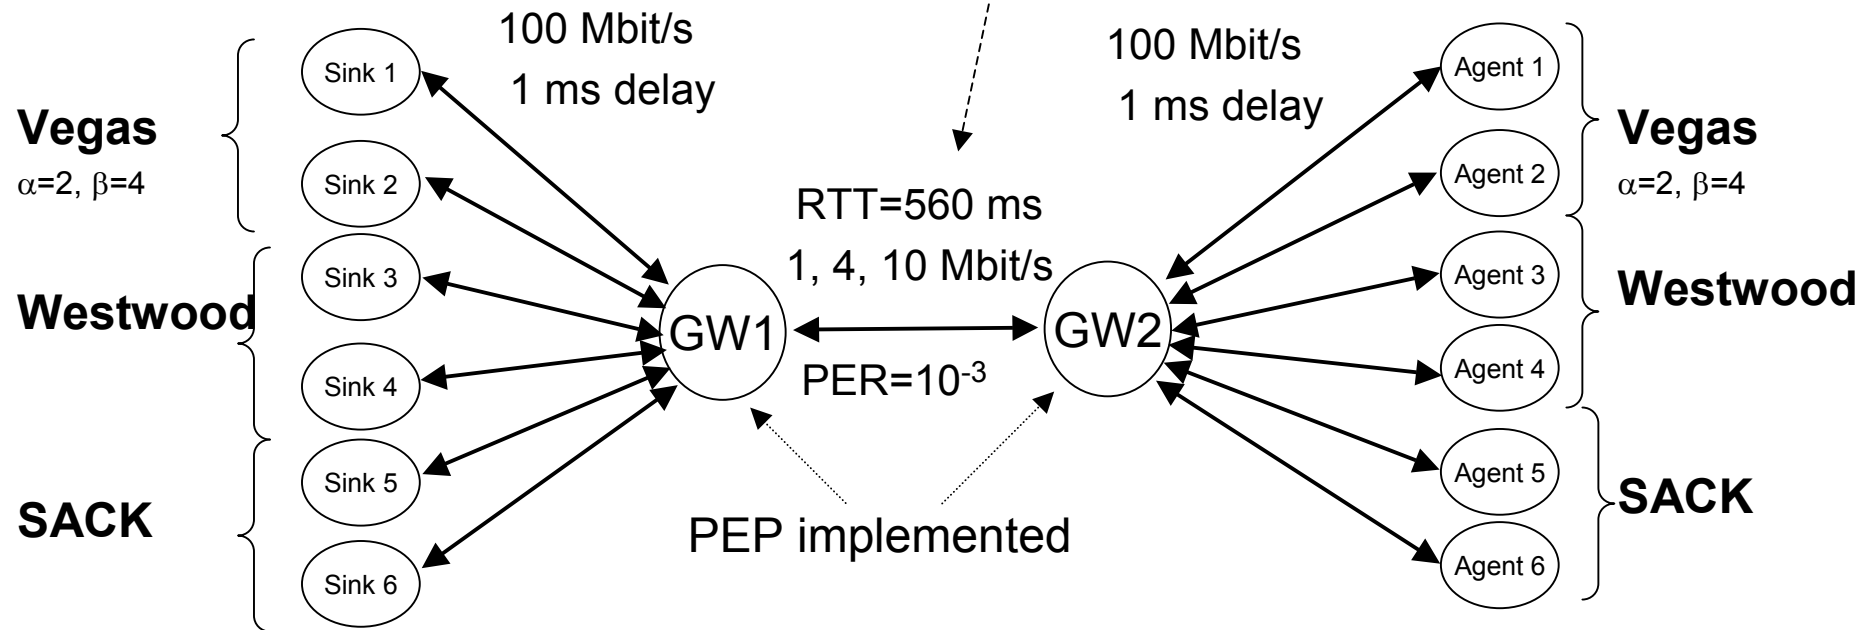 100 Mbit/s
1 ms delay
100 Mbit/s
1 ms delay
Sink 1
Sink 2
Sink 3
Sink 4
Sink 5
Sink 6
Vegas
α=2, β=4
Westwood
SACK
RTT=560 ms
1, 4, 10 Mbit/s
GW1
GW2
PER=10⁻³
PEP implemented
Agent 1
Agent 2
Agent 3
Agent 4
Agent 5
Agent 6
Vegas
α=2, β=4
Westwood
SACK